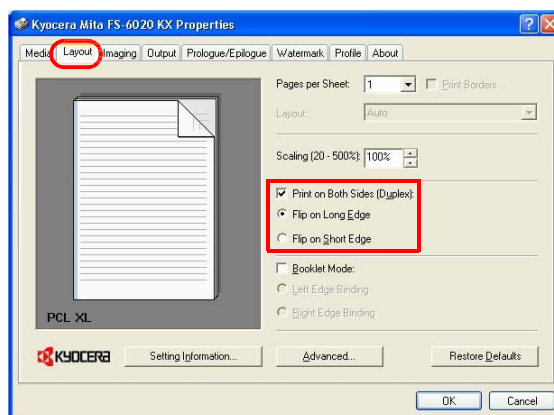 Kyocera Mita FS-6020 KX Properties
Media Layout Imaging Output Prologue/Epilogue Watermark Profile About
Pages per Sheet: 1 Print Borders
Layout: Auto
Scaling (20 - 500%): 100%
Print on Both Sides (Duplex):
Flip on Long Edge
Flip on Short Edge
Booklet Mode:
Left Edge Binding
Right Edge Binding
PCL XL
KYOCERA Setting Information... Advanced... Restore Defaults
OK Cancel